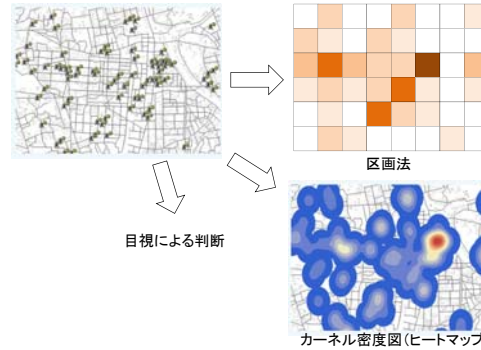 区画法
目視による判断
カーネル密度図(ヒートマップ